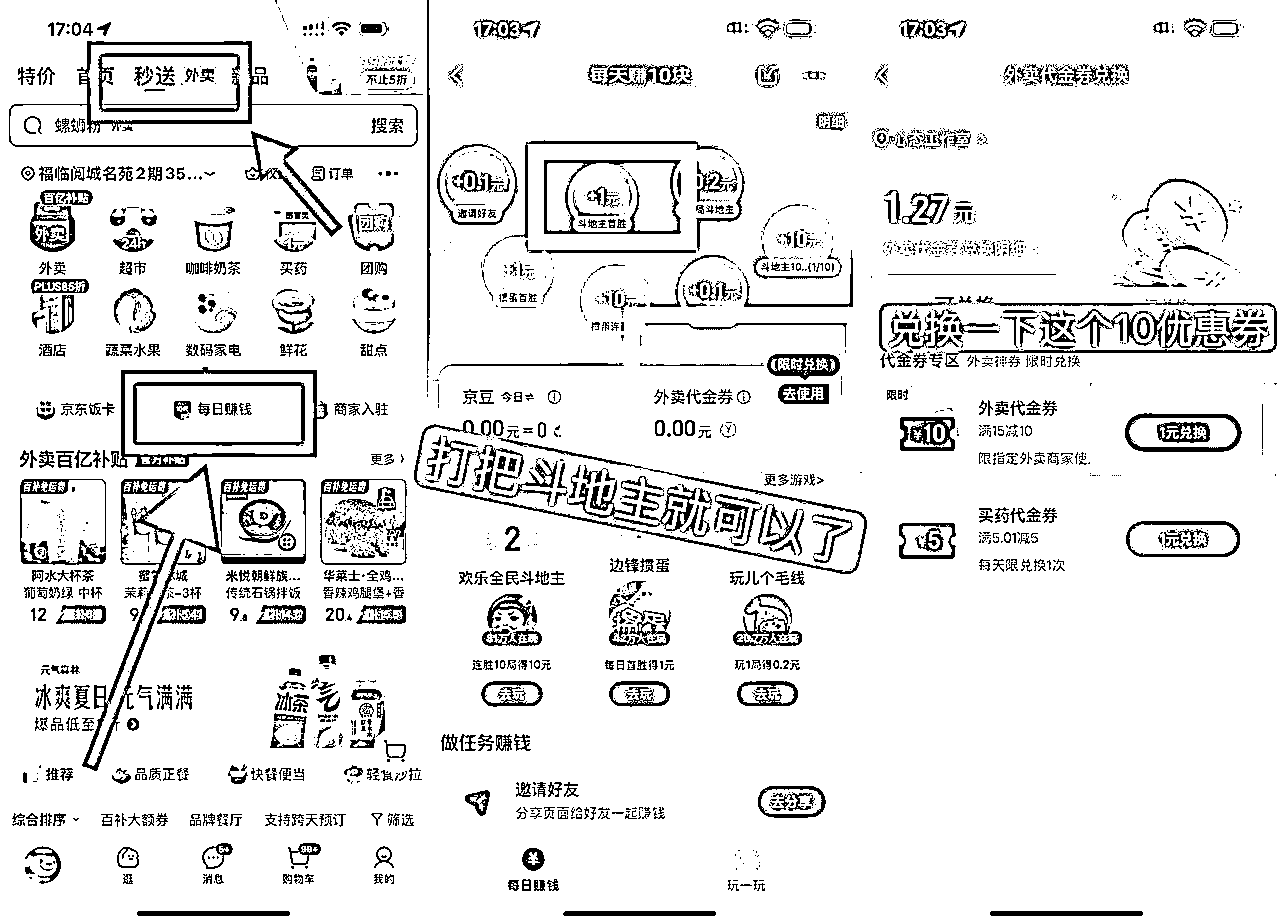 17:04
特价 首页 秒送 外卖 新品
不止5折
螺蛳粉 外卖 搜索
福临阅城名苑2期35... 订单
百亿补贴
外卖 超市 咖啡奶茶 买药 团购
PLUS85折
酒店 蔬菜水果 数码家电 鲜花 甜点
京东饭卡 每日赚钱 商家入驻
外卖百亿补贴 更多
百补免运费 百补免运费 百补免运费
阿水大杯茶 米悦朝鲜族... 华莱士·全鸡...
葡萄奶绿 中杯 传统石锅拌饭 香辣鸡腿堡+香
12 9 9.8 20
元气森林
冰爽夏日 元气满满
爆品低至
推荐 品质正餐 快餐便当 轻食沙拉
综合排序 百补大额券 品牌餐厅 支持跨天预订 筛选
逛 消息 购物车 我的
17:03
每天赚10块
明细
+0.1元 邀请好友
+1元 斗地主首胜
0.2元
+1元 掼蛋首胜
+10
+0.1元
+10元 斗地主10...(1/10)
限时兑换
京豆 今日 外卖代金券 去使用
0.00元=0 0.00元
打把斗地主就可以了
更多游戏>
2
欢乐全民斗地主 边锋掼蛋 玩儿个毛线
连胜10局得10元 每日首胜得1元 玩1局得0.2元
去玩 去玩 去玩
做任务赚钱
邀请好友
分享页面给好友一起赚钱
去分享
每日赚钱 玩一玩
17:03
外卖代金券兑换
1.27元
外卖代金券兑换明细
兑换一下这个10优惠券
代金券专区 外卖神券 限时兑换
限时
¥10 外卖代金券
满15减10
限指定外卖商家使.
1元兑换
¥5 买药代金券
满5.01减5
每天限兑换1次
1元兑换